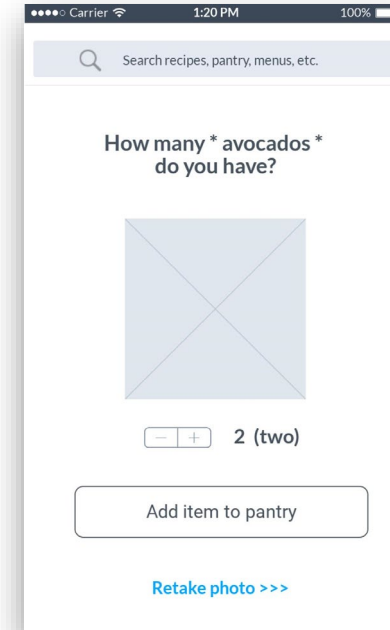 Carrier 1:20 PM 100%
Search recipes, pantry, menus, etc.
How many * avocados *
do you have?
− + 2 (two)
Add item to pantry
Retake photo >>>